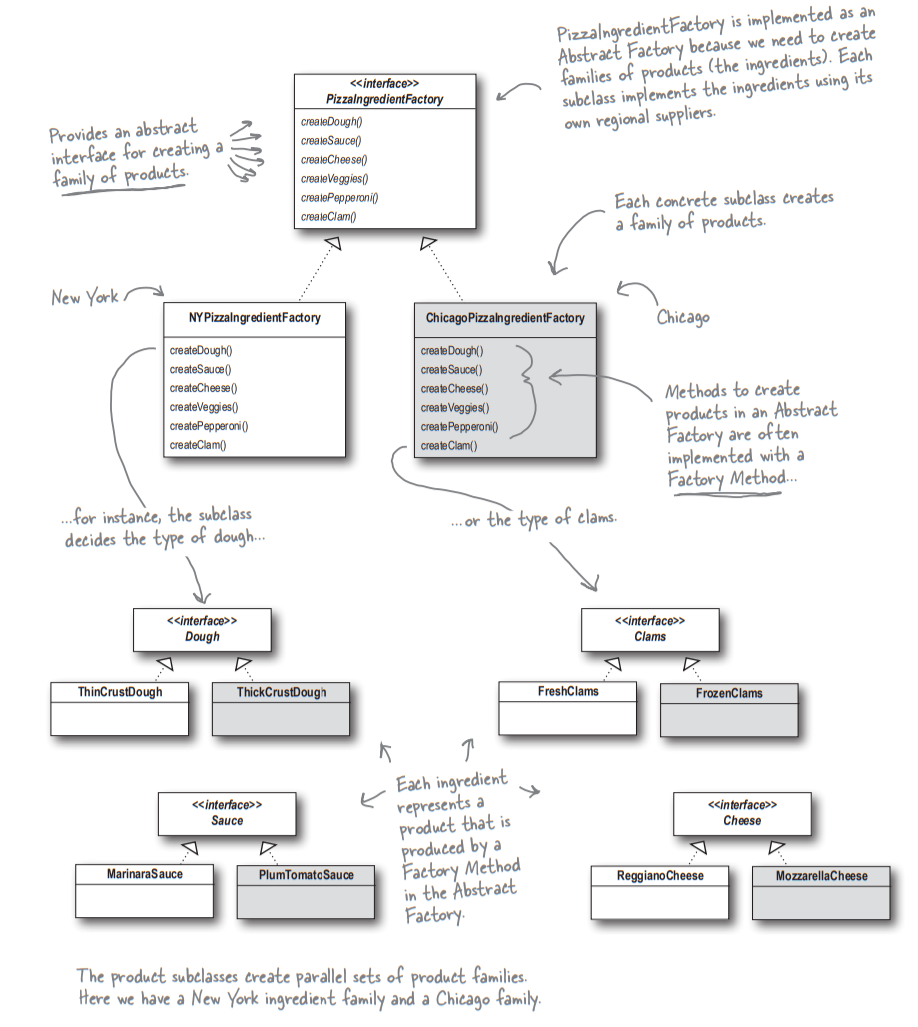 PizzaIngredientFactory is implemented as an
Abstract Factory because we need to create
families of products (the ingredients). Each
subclass implements the ingredients using its
own regional suppliers.
<<interface>>
PizzaIngredientFactory
createDough()
createSauce()
createCheese()
createVeggies()
createPepperoni()
createClam()
Provides an abstract
interface for creating a
family of products.
Each concrete subclass creates
a family of products.
New York
Chicago
NYPizzaIngredientFactory
createDough()
createSauce()
createCheese()
createVeggies()
createPepperoni()
createClam()
ChicagoPizzaIngredientFactory
createDough()
createSauce()
createCheese()
createVeggies()
createPepperoni()
createClam()
Methods to create
products in an Abstract
Factory are often
implemented with a
Factory Method...
...for instance, the subclass
decides the type of dough...
...or the type of clams.
<<interface>>
Dough
ThinCrustDough
ThickCrustDough
<<interface>>
Clams
FreshClams
FrozenClams
Each ingredient
represents a
product that is
produced by a
Factory Method
in the Abstract
Factory.
<<interface>>
Sauce
MarinaraSauce
PlumTomatoSauce
<<interface>>
Cheese
ReggianoCheese
MozzarellaCheese
The product subclasses create parallel sets of product families.
Here we have a New York ingredient family and a Chicago family.